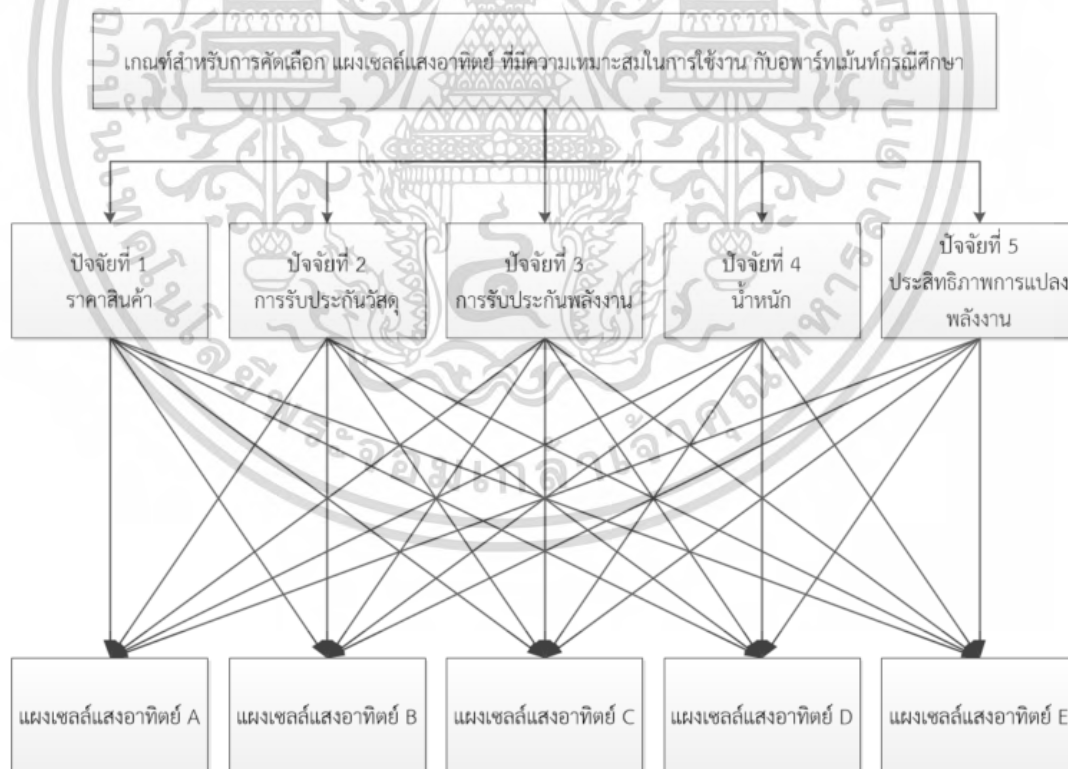 เกณฑ์สำหรับการคัดเลือก แผงเซลล์แสงอาทิตย์ ที่มีความเหมาะสมในการใช้งาน กับอพาร์ทเม้นท์กรณีศึกษา
ปัจจัยที่ 1
ราคาสินค้า
ปัจจัยที่ 2
การรับประกันวัสดุ
ปัจจัยที่ 3
การรับประกันพลังงาน
ปัจจัยที่ 4
น้ำหนัก
ปัจจัยที่ 5
ประสิทธิภาพการแปลง
พลังงาน
แผงเซลล์แสงอาทิตย์ A
แผงเซลล์แสงอาทิตย์ B
แผงเซลล์แสงอาทิตย์ C
แผงเซลล์แสงอาทิตย์ D
แผงเซลล์แสงอาทิตย์ E